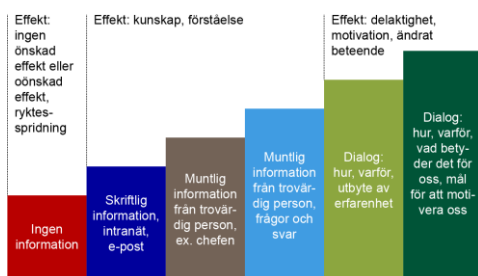 Effekt:
ingen
önskad
effekt eller
oönskad
effekt,
ryktes-
spridning
Effekt: kunskap, förståelse
Effekt: delaktighet,
motivation, ändrat
beteende
Ingen
information
Skriftlig
information,
intranät,
e-post
Muntlig
information
från trovär-
dig person,
ex. chefen
Muntlig
information
från trovär-
dig person,
frågor och
svar
Dialog:
hur, varför,
utbyte av
erfarenhet
Dialog:
hur, varför,
vad bety-
der det för
oss, mål
för att moti-
vera oss